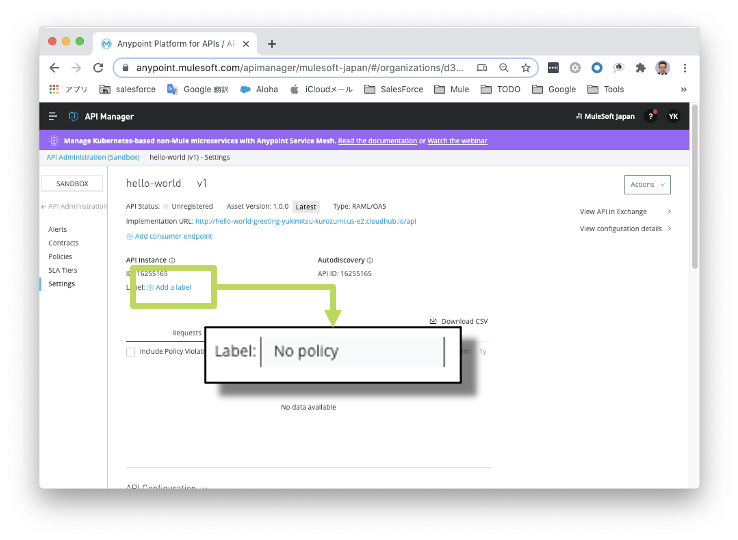 Anypoint Platform for APIs / AP
anypoint.mulesoft.com/apimanager/mulesoft-japan/#/organizations/d3...
アプリ salesforce Google 翻訳 Aloha iCloudメール SalesForce Mule TODO Google Tools »
API Manager MuleSoft Japan ? YK
Manage Kubernetes-based non-Mule microservices with Anypoint Service Mesh. Read the documentation or Watch the webinar
API Administration (Sandbox) hello-world (v1) - Settings
SANDBOX
hello-world v1
Actions
API Administration
API Status: Unregistered Asset Version: 1.0.0 Latest Type: RAML/OAS
View API in Exchange
Implementation URL: http://hello-world-greeting-yukimitsu-kurozumi.us-e2.cloudhub.io/api
Alerts
View configuration details
Add consumer endpoint
Contracts
Policies
API Instance
Autodiscovery
SLA Tiers
ID: 16255165
API ID: 16255165
Settings
Label: Add a label
Download CSV
Requests
Include Policy Violati
1y
Label: No policy
No data available
API Configuration